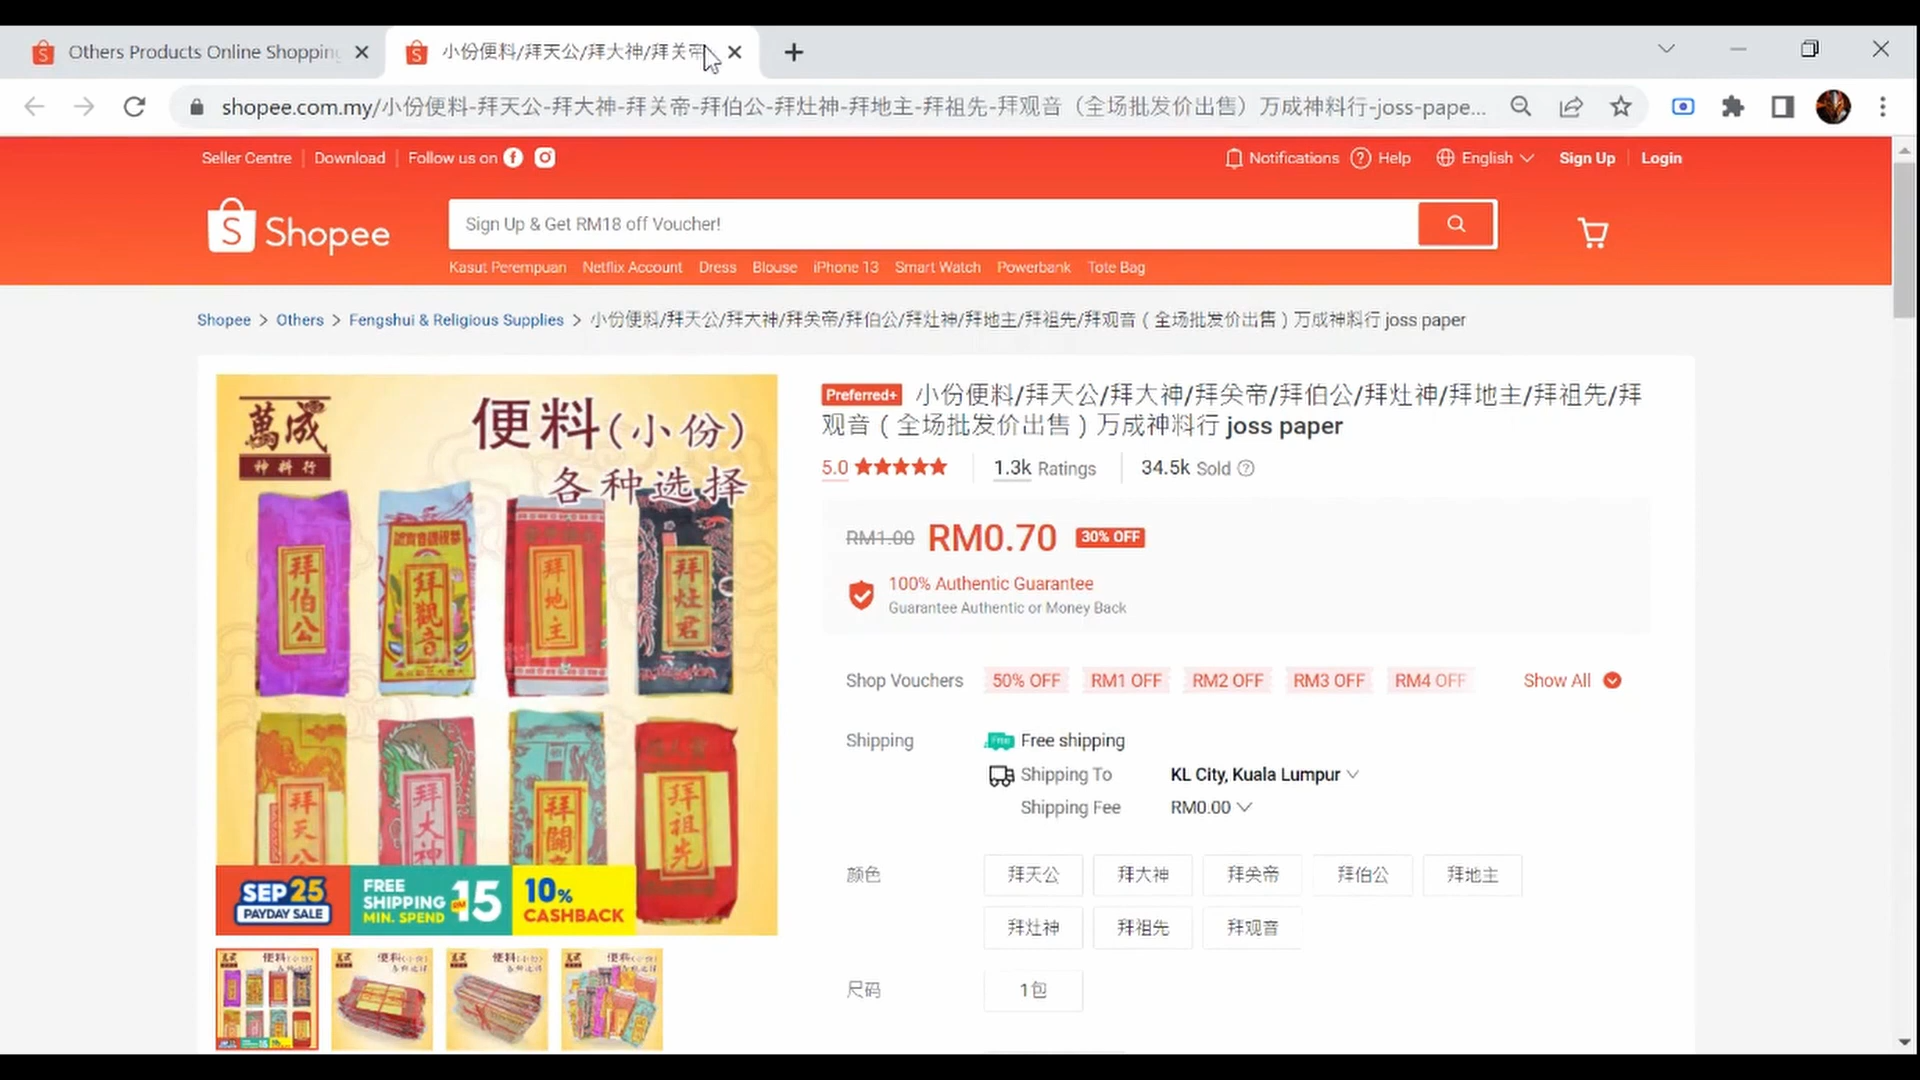 Others Products Online Shopping
小份便料/拜天公/拜大神/拜关帝
shopee.com.my/小份便料-拜天公-拜大神-拜关帝-拜伯公-拜灶神-拜地主-拜祖先-拜观音（全场批发价出售）万成神料行-joss-pape...
Seller Centre
Download
Follow us on
Notifications
Help
English
Sign Up
Login
Shopee
Sign Up & Get RM18 off Voucher!
Kasut Perempuan
Netflix Account
Dress
Blouse
iPhone 13
Smart Watch
Powerbank
Tote Bag
Shopee > Others > Fengshui & Religious Supplies > 小份便料/拜天公/拜大神/拜关帝/拜伯公/拜灶神/拜地主/拜祖先/拜观音（全场批发价出售）万成神料行 joss paper
萬成
神料行
便料(小份)
各种选择
拜伯公
拜觀音
拜地主
拜灶君
拜天公
拜大神
拜關帝
拜祖先
SEP 25
PAYDAY SALE
FREE
SHIPPING
MIN. SPEND
RM15
10%
CASHBACK
Preferred+ 小份便料/拜天公/拜大神/拜关帝/拜伯公/拜灶神/拜地主/拜祖先/拜
观音（全场批发价出售）万成神料行 joss paper
5.0
1.3k Ratings
34.5k Sold
RM1.00 RM0.70 30% OFF
100% Authentic Guarantee
Guarantee Authentic or Money Back
Shop Vouchers
50% OFF
RM1 OFF
RM2 OFF
RM3 OFF
RM4 OFF
Show All
Shipping
Free shipping
Shipping To
KL City, Kuala Lumpur
Shipping Fee
RM0.00
颜色
拜天公
拜大神
拜关帝
拜伯公
拜地主
拜灶神
拜祖先
拜观音
尺码
1包